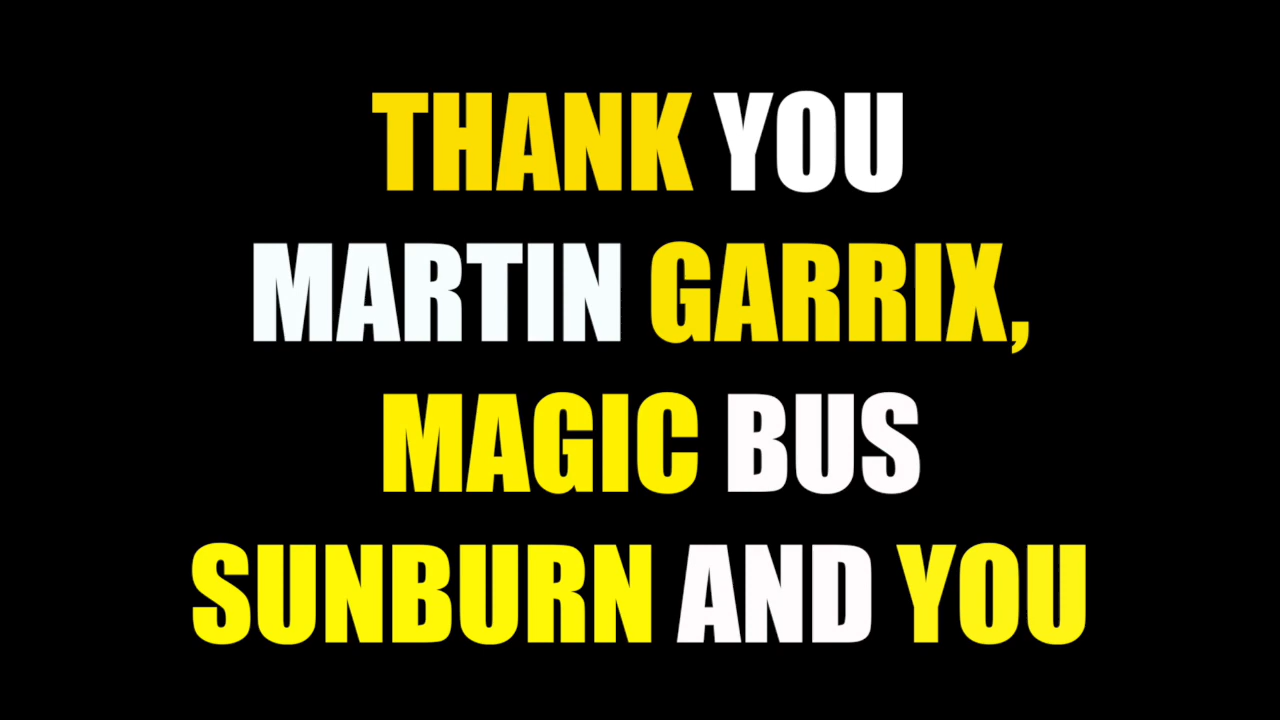 THANK YOU
MARTIN GARRIX,
MAGIC BUS
SUNBURN AND YOU